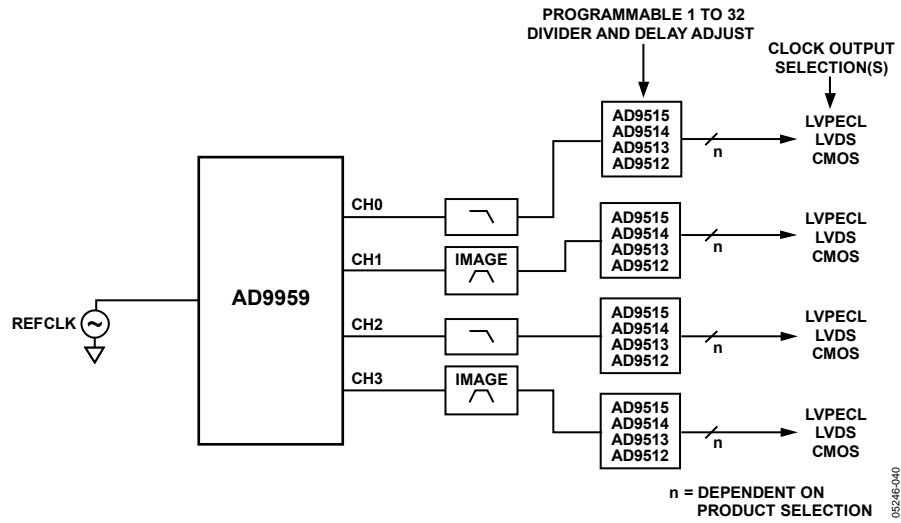 PROGRAMMABLE 1 TO 32
DIVIDER AND DELAY ADJUST
CLOCK OUTPUT
SELECTION(S)
AD9515
AD9514
AD9513
AD9512
n
LVPECL
LVDS
CMOS
CH0
AD9515
AD9514
AD9513
AD9512
n
LVPECL
LVDS
CMOS
CH1
IMAGE
AD9959
REFCLK
CH2
AD9515
AD9514
AD9513
AD9512
n
LVPECL
LVDS
CMOS
CH3
IMAGE
AD9515
AD9514
AD9513
AD9512
n
LVPECL
LVDS
CMOS
n = DEPENDENT ON
PRODUCT SELECTION
05246-040